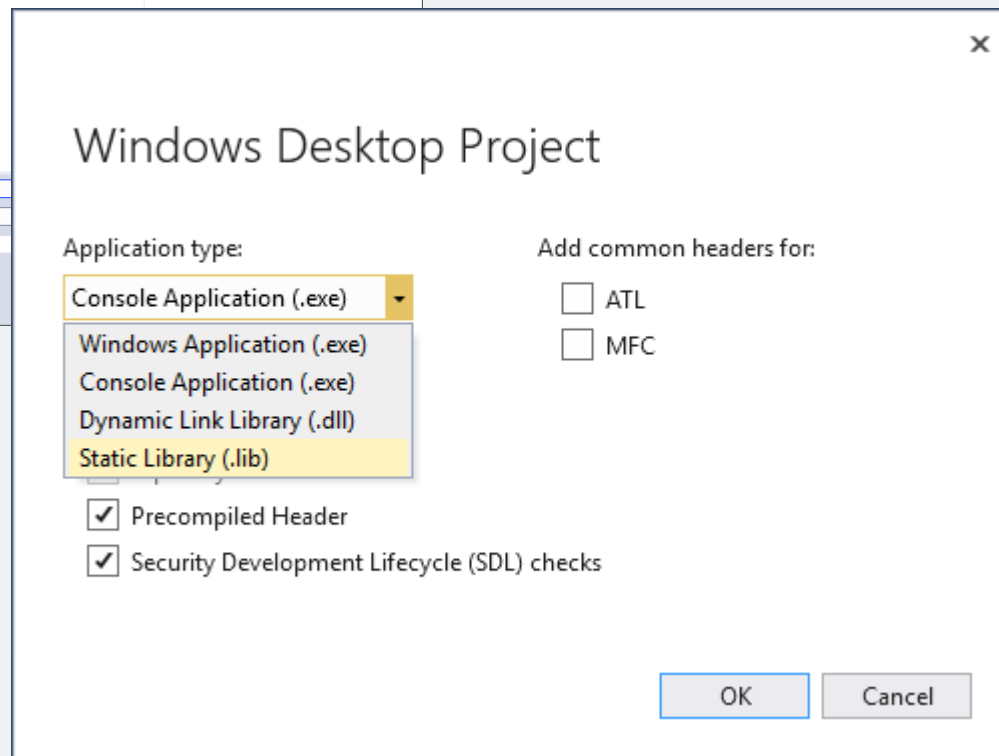 Windows Desktop Project
Application type:
Add common headers for:
Console Application (.exe)
ATL
Windows Application (.exe)
MFC
Console Application (.exe)
Dynamic Link Library (.dll)
Static Library (.lib)
Precompiled Header
Security Development Lifecycle (SDL) checks
OK
Cancel